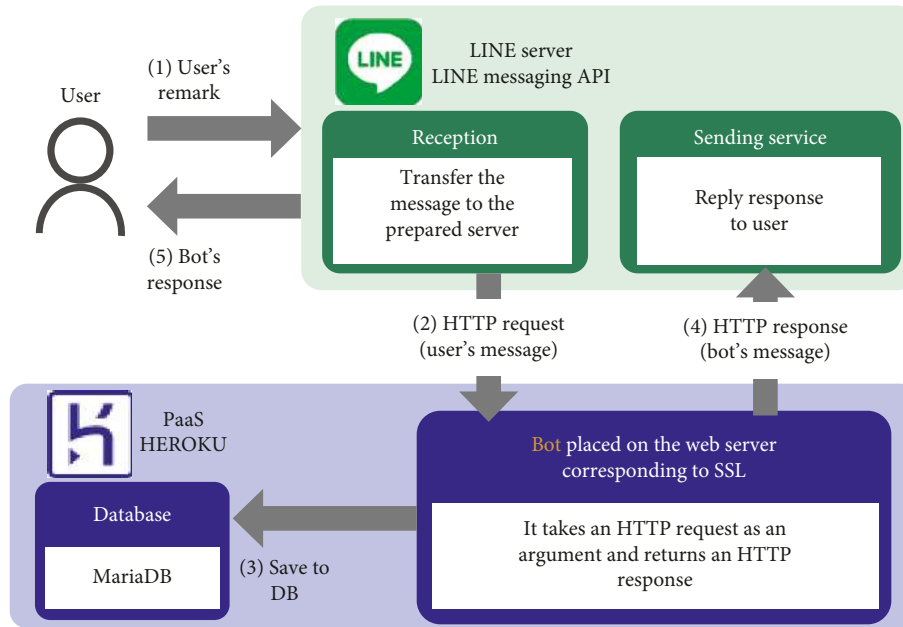 User
(1) User's
remark
(5) Bot's
response
LINE
LINE server
LINE messaging API
Reception
Transfer the
message to the
prepared server
Sending service
Reply response
to user
(2) HTTP request
(user's message)
(4) HTTP response
(bot's message)
PaaS
HEROKU
Database
MariaDB
(3) Save to
DB
Bot placed on the web server
corresponding to SSL
It takes an HTTP request as an
argument and returns an HTTP
response